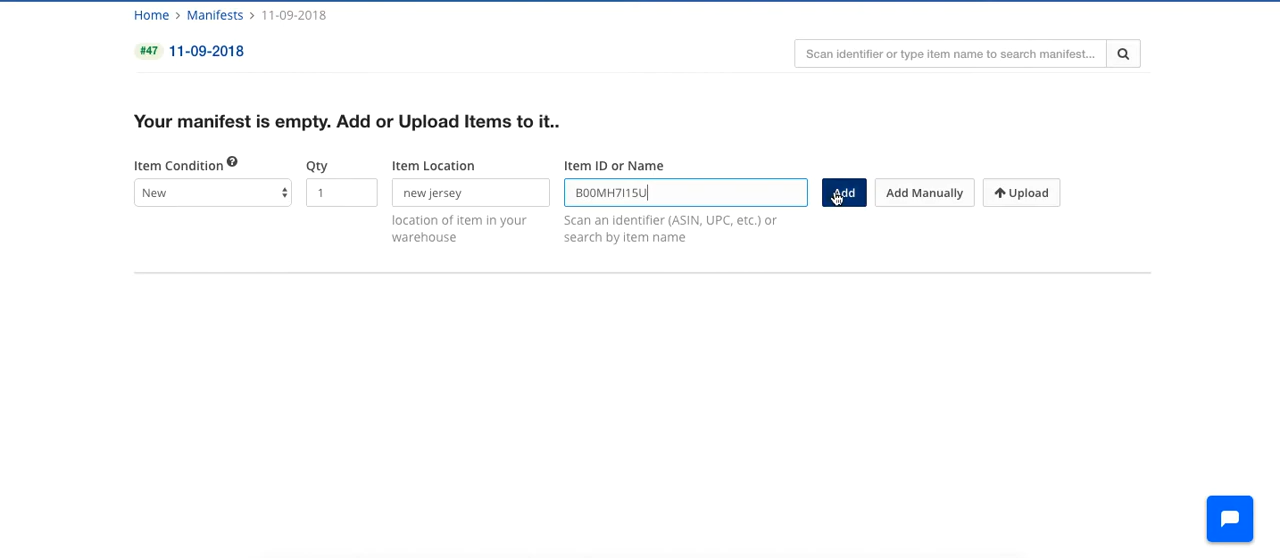 Home > Manifests > 11-09-2018
#47 11-09-2018
Scan identifier or type item name to search manifest...
Your manifest is empty. Add or Upload Items to it..
Item Condition ? Qty Item Location Item ID or Name
New 1 new jersey B00MH7I15U Add Add Manually Upload
location of item in your Scan an identifier (ASIN, UPC, etc.) or
warehouse search by item name